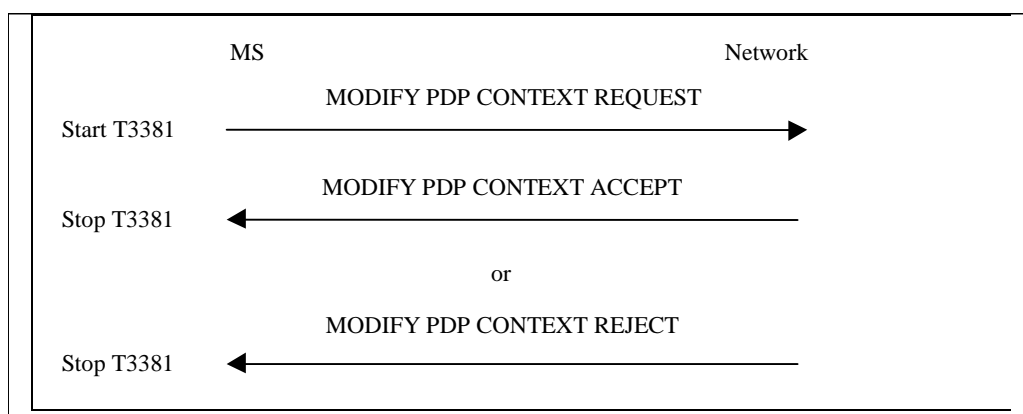 MS Network
MODIFY PDP CONTEXT REQUEST
Start T3381
MODIFY PDP CONTEXT ACCEPT
Stop T3381
or
MODIFY PDP CONTEXT REJECT
Stop T3381